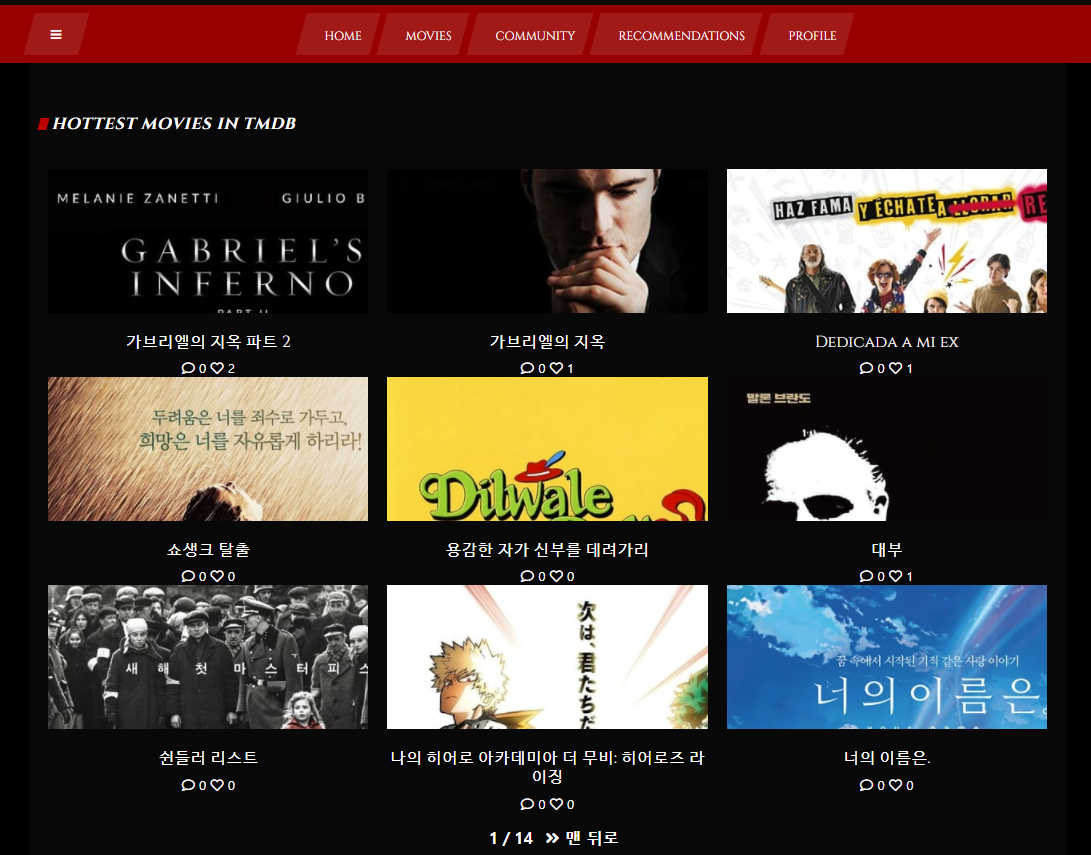 HOME MOVIES COMMUNITY RECOMMENDATIONS PROFILE
HOTTEST MOVIES IN TMDB
MELANIE ZANETTI GIULIO B
GABRIEL'S
INFERNO
PART II
HAZ FAMA Y ÉCHATE A LLORAR RE
가브리엘의 지옥 파트 2
0 2
가브리엘의 지옥
0 1
DEDICADA A MI EX
0 1
두려움은 너를 죄수로 가두고,
희망은 너를 자유롭게 하리라!
Dilwale
말론 브란도
쇼생크 탈출
0 0
용감한 자가 신부를 데려가리
0 0
대부
0 1
새해 첫 마스터피스
次は、君たちだ
꿈 속에서 시작된 기적 같은 사랑 이야기
너의 이름은.
쉰들러 리스트
0 0
나의 히어로 아카데미아 더 무비: 히어로즈 라
이징
0 0
너의 이름은.
0 0
1 / 14 맨 뒤로